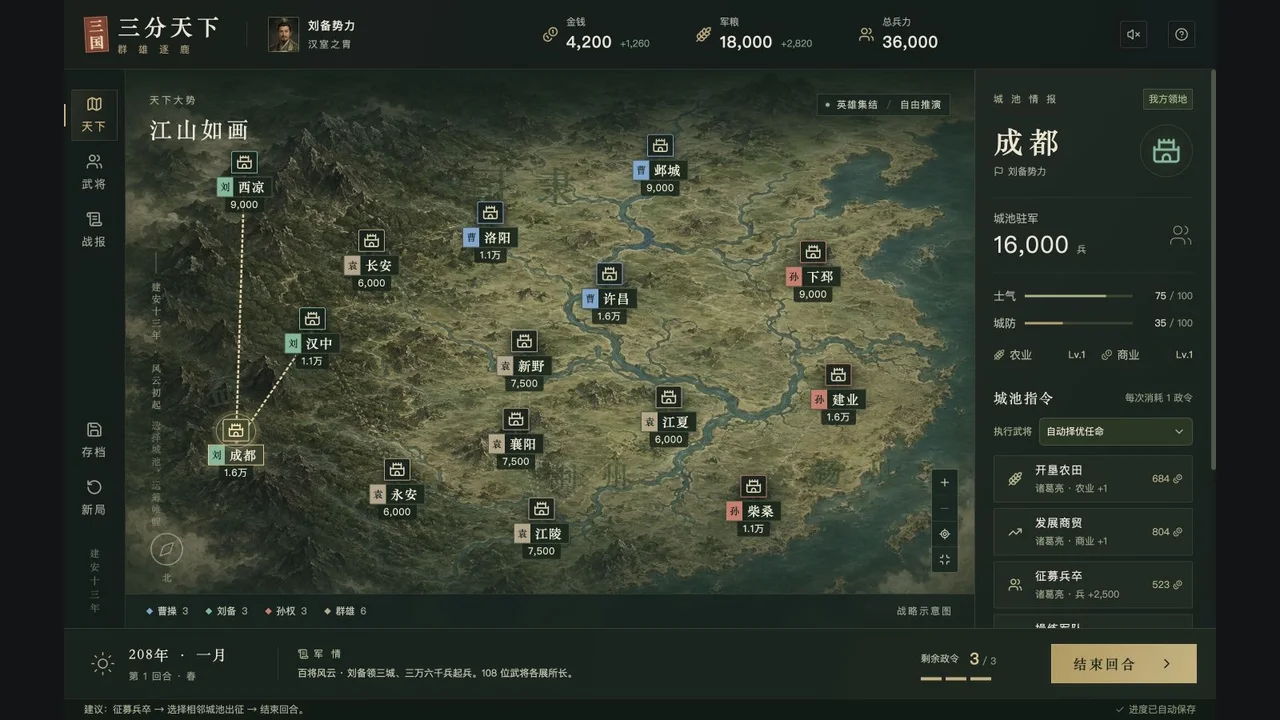 三国
三分天下
群雄逐鹿
刘备势力
汉室之胄
金钱
4,200 +1,260
军粮
18,000 +2,820
总兵力
36,000
天下
武将
战报
存档
新局
建安十三年
天下大势
江山如画
英雄集结 / 自由推演
建安十三年
风云初起
刘 西凉
9,000
曹 邺城
9,000
曹 洛阳
1.1万
袁 长安
6,000
孙 下邳
9,000
曹 许昌
1.6万
刘 汉中
1.1万
袁 新野
7,500
孙 建业
1.6万
袁 江夏
6,000
刘 成都
1.6万
袁 襄阳
7,500
袁 永安
6,000
孙 柴桑
1.1万
袁 江陵
7,500
北
曹操 3 刘备 3 孙权 3 群雄 6
战略示意图
城池情报
我方领地
成都
刘备势力
城池驻军
16,000 兵
士气 75 / 100
城防 35 / 100
农业 Lv.1 商业 Lv.1
城池指令 每次消耗 1 政令
执行武将 自动择优任命
开垦农田
诸葛亮 · 农业 +1
684
发展商贸
诸葛亮 · 商业 +1
804
征募兵卒
诸葛亮 · 兵 +2,500
523
208年 · 一月
第 1 回合 · 春
军情
百将风云 · 刘备领三城、三万六千兵起兵。108 位武将各展所长。
剩余政令 3 / 3
结束回合
建议：征募兵卒 → 选择相邻城池出征 → 结束回合。
进度已自动保存